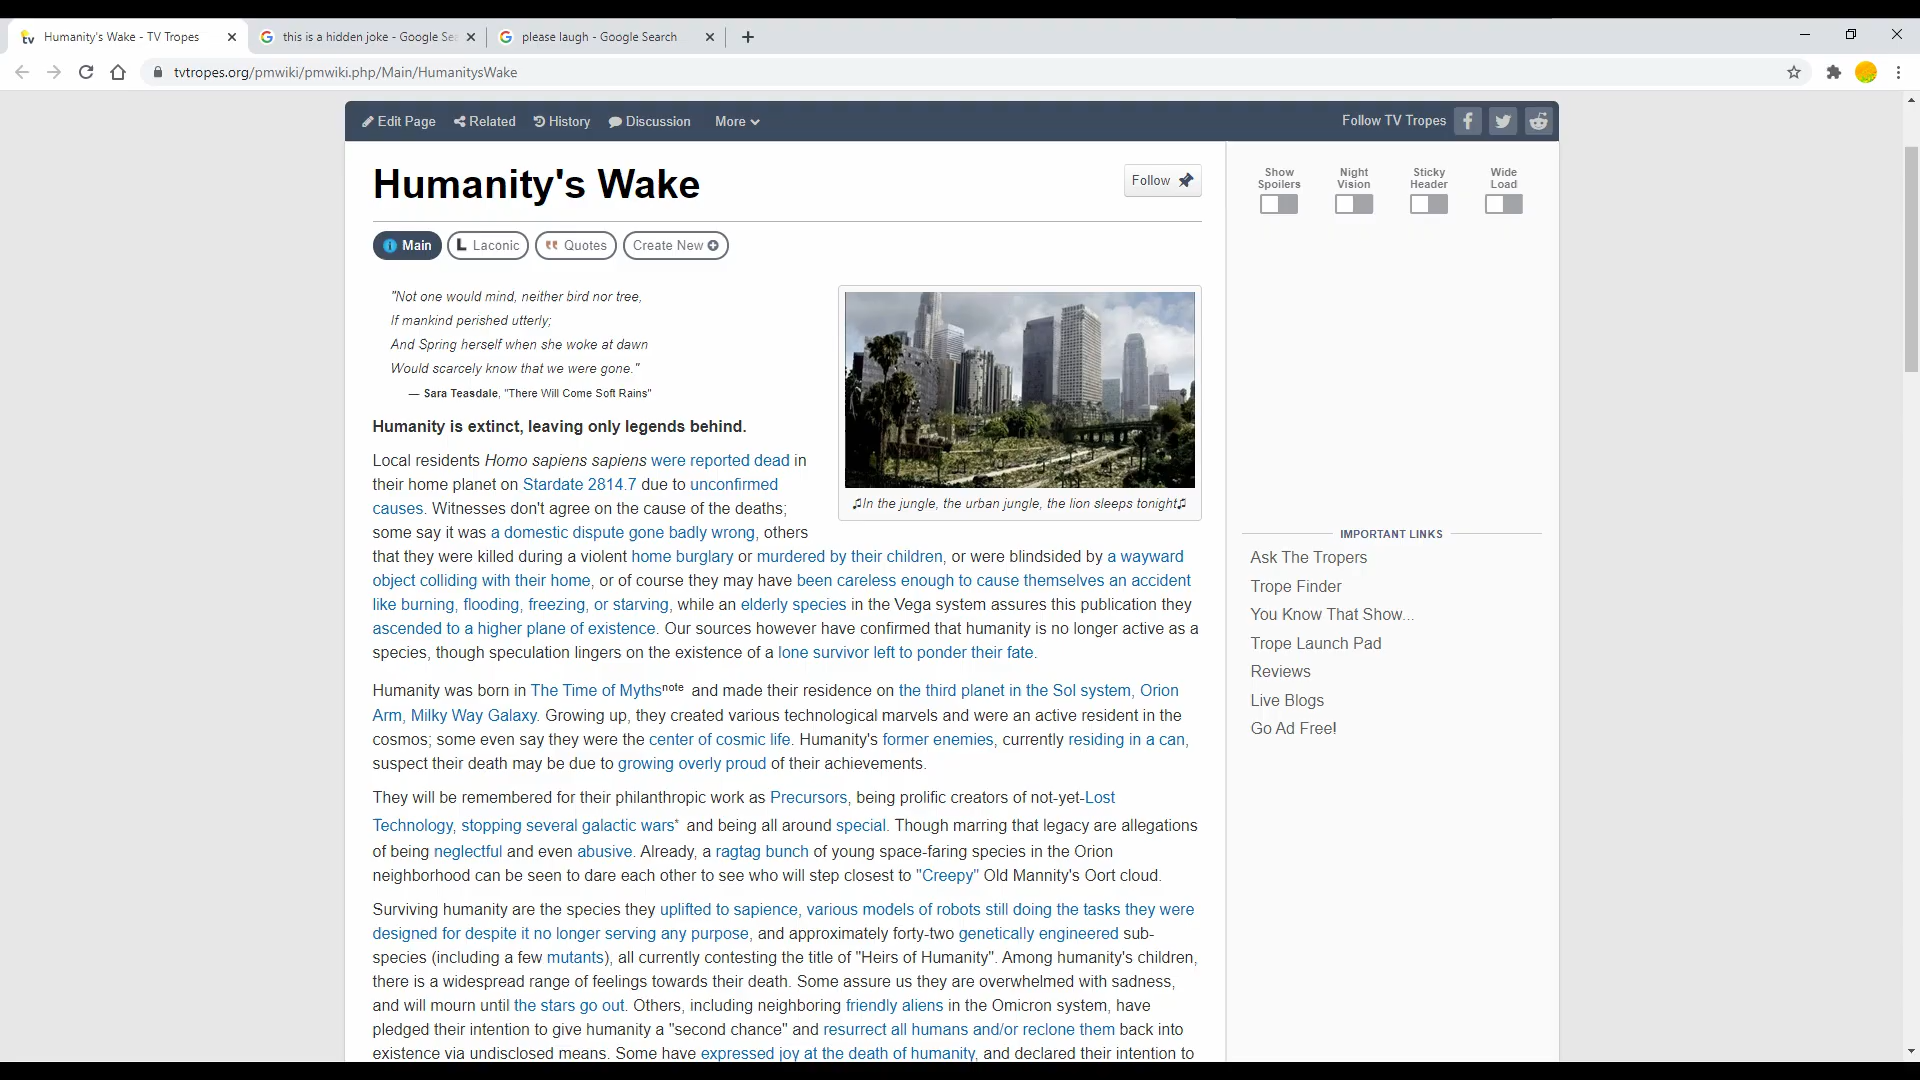 Humanity's Wake - TV Tropes
this is a hidden joke - Google Sea
please laugh - Google Search
tvtropes.org/pmwiki/pmwiki.php/Main/HumanitysWake
Edit Page Related History Discussion More
Follow TV Tropes
Humanity's Wake
Follow
Show Spoilers
Night Vision
Sticky Header
Wide Load
Main Laconic Quotes Create New
"Not one would mind, neither bird nor tree,
If mankind perished utterly;
And Spring herself when she woke at dawn
Would scarcely know that we were gone."
— Sara Teasdale, "There Will Come Soft Rains"
♫In the jungle, the urban jungle, the lion sleeps tonight♫
Humanity is extinct, leaving only legends behind.
Local residents Homo sapiens sapiens were reported dead in
their home planet on Stardate 2814.7 due to unconfirmed
causes. Witnesses don't agree on the cause of the deaths;
some say it was a domestic dispute gone badly wrong, others
that they were killed during a violent home burglary or murdered by their children, or were blindsided by a wayward
object colliding with their home, or of course they may have been careless enough to cause themselves an accident
like burning, flooding, freezing, or starving, while an elderly species in the Vega system assures this publication they
ascended to a higher plane of existence. Our sources however have confirmed that humanity is no longer active as a
species, though speculation lingers on the existence of a lone survivor left to ponder their fate.
Humanity was born in The Time of Myths note and made their residence on the third planet in the Sol system, Orion
Arm, Milky Way Galaxy. Growing up, they created various technological marvels and were an active resident in the
cosmos; some even say they were the center of cosmic life. Humanity's former enemies, currently residing in a can,
suspect their death may be due to growing overly proud of their achievements.
They will be remembered for their philanthropic work as Precursors, being prolific creators of not-yet-Lost
Technology, stopping several galactic wars* and being all around special. Though marring that legacy are allegations
of being neglectful and even abusive. Already, a ragtag bunch of young space-faring species in the Orion
neighborhood can be seen to dare each other to see who will step closest to "Creepy" Old Mannity's Oort cloud.
Surviving humanity are the species they uplifted to sapience, various models of robots still doing the tasks they were
designed for despite it no longer serving any purpose, and approximately forty-two genetically engineered sub-
species (including a few mutants), all currently contesting the title of "Heirs of Humanity". Among humanity's children,
there is a widespread range of feelings towards their death. Some assure us they are overwhelmed with sadness,
and will mourn until the stars go out. Others, including neighboring friendly aliens in the Omicron system, have
pledged their intention to give humanity a "second chance" and resurrect all humans and/or reclone them back into
existence via undisclosed means. Some have expressed joy at the death of humanity, and declared their intention to
IMPORTANT LINKS
Ask The Tropers
Trope Finder
You Know That Show...
Trope Launch Pad
Reviews
Live Blogs
Go Ad Free!